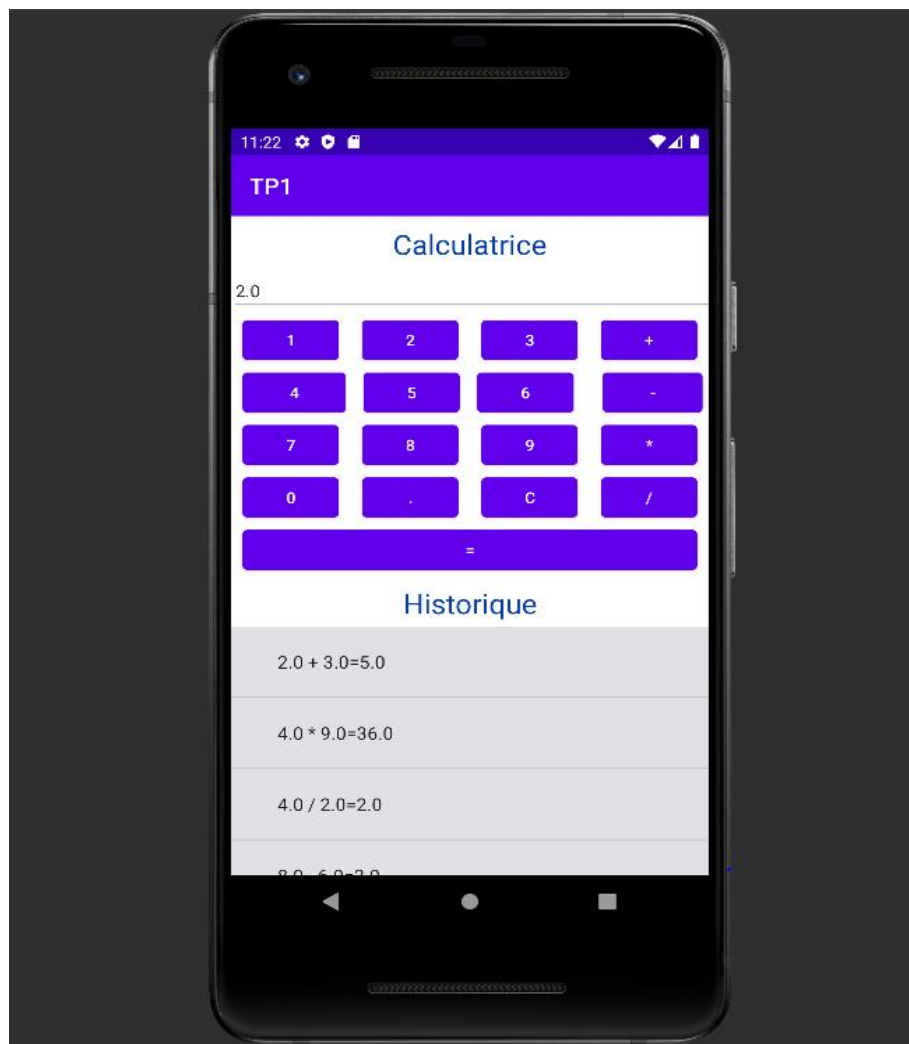 11:22
TP1
Calculatrice
2.0
1 2 3 +
4 5 6 -
7 8 9 *
0 . C /
=
Historique
2.0 + 3.0=5.0
4.0 * 9.0=36.0
4.0 / 2.0=2.0